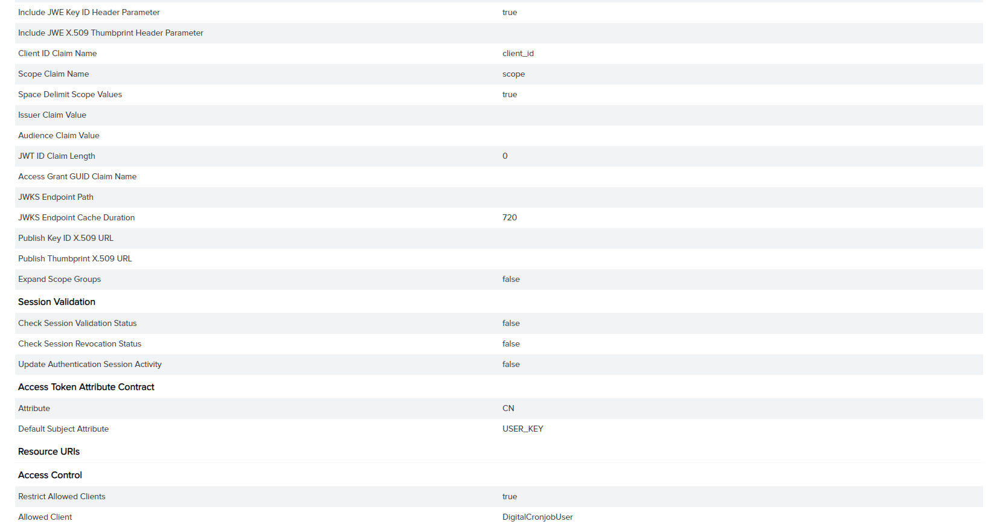 Include JWE Key ID Header Parameter true
Include JWE X.509 Thumbprint Header Parameter
Client ID Claim Name client_id
Scope Claim Name scope
Space Delimit Scope Values true
Issuer Claim Value
Audience Claim Value
JWT ID Claim Length 0
Access Grant GUID Claim Name
JWKS Endpoint Path
JWKS Endpoint Cache Duration 720
Publish Key ID X.509 URL
Publish Thumbprint X.509 URL
Expand Scope Groups false
Session Validation
Check Session Validation Status false
Check Session Revocation Status false
Update Authentication Session Activity false
Access Token Attribute Contract
Attribute CN
Default Subject Attribute USER_KEY
Resource URIs
Access Control
Restrict Allowed Clients true
Allowed Client DigitalCronjobUser